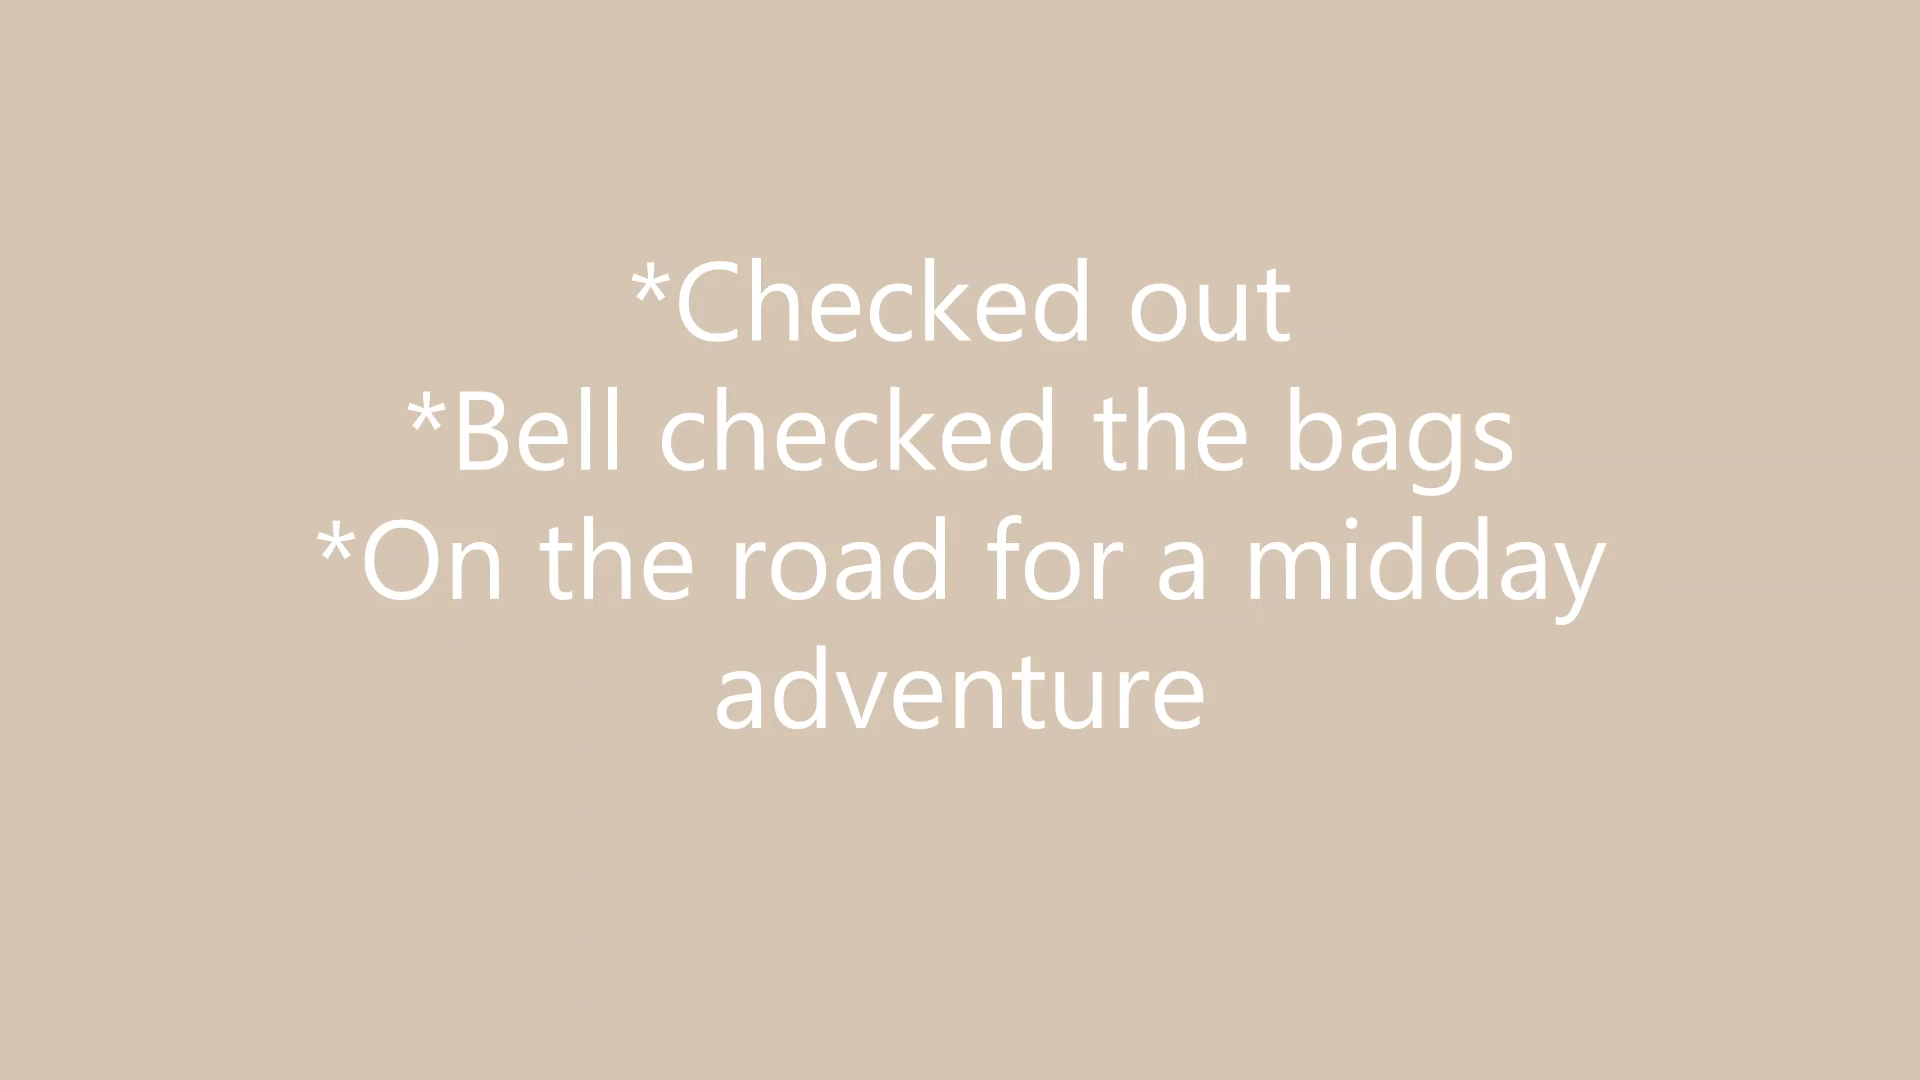 *Checked out
*Bell checked the bags
*On the road for a midday
adventure